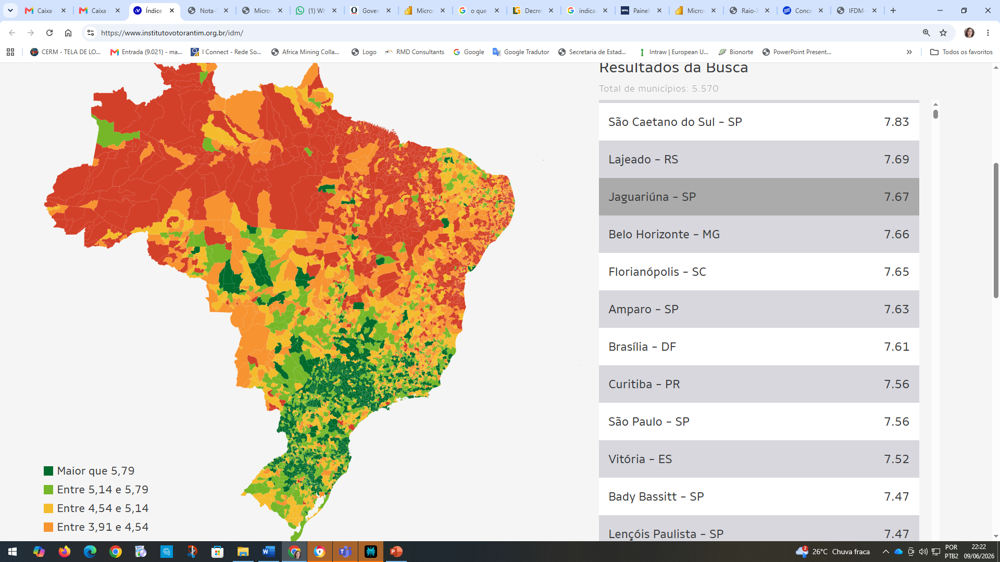 Caixa
Caixa
Índice
Nota-
Micros
(1) Wh
Gover
Micros
o que
Decret
indica
Painel
Micros
Raio-X
Conce
IFDM-
https://www.institutovotorantim.org.br/idm/
CERM - TELA DE LO...
Entrada (9.021) - ma...
I Connect - Rede So...
Africa Mining Colla...
Logo
RMD Consultants
Google
Google Tradutor
Secretaria de Estad...
Intraw | European U...
Bionorte
PowerPoint Present...
Todos os favoritos
Resultados da Busca
Total de municípios: 5.570
São Caetano do Sul - SP 7.83
Lajeado - RS 7.69
Jaguariúna - SP 7.67
Belo Horizonte - MG 7.66
Florianópolis - SC 7.65
Amparo - SP 7.63
Brasília - DF 7.61
Curitiba - PR 7.56
São Paulo - SP 7.56
Vitória - ES 7.52
Bady Bassitt - SP 7.47
Lençóis Paulista - SP 7.47
Maior que 5,79
Entre 5,14 e 5,79
Entre 4,54 e 5,14
Entre 3,91 e 4,54
2
26°C Chuva fraca
POR
PTB2
22:22
09/06/2026